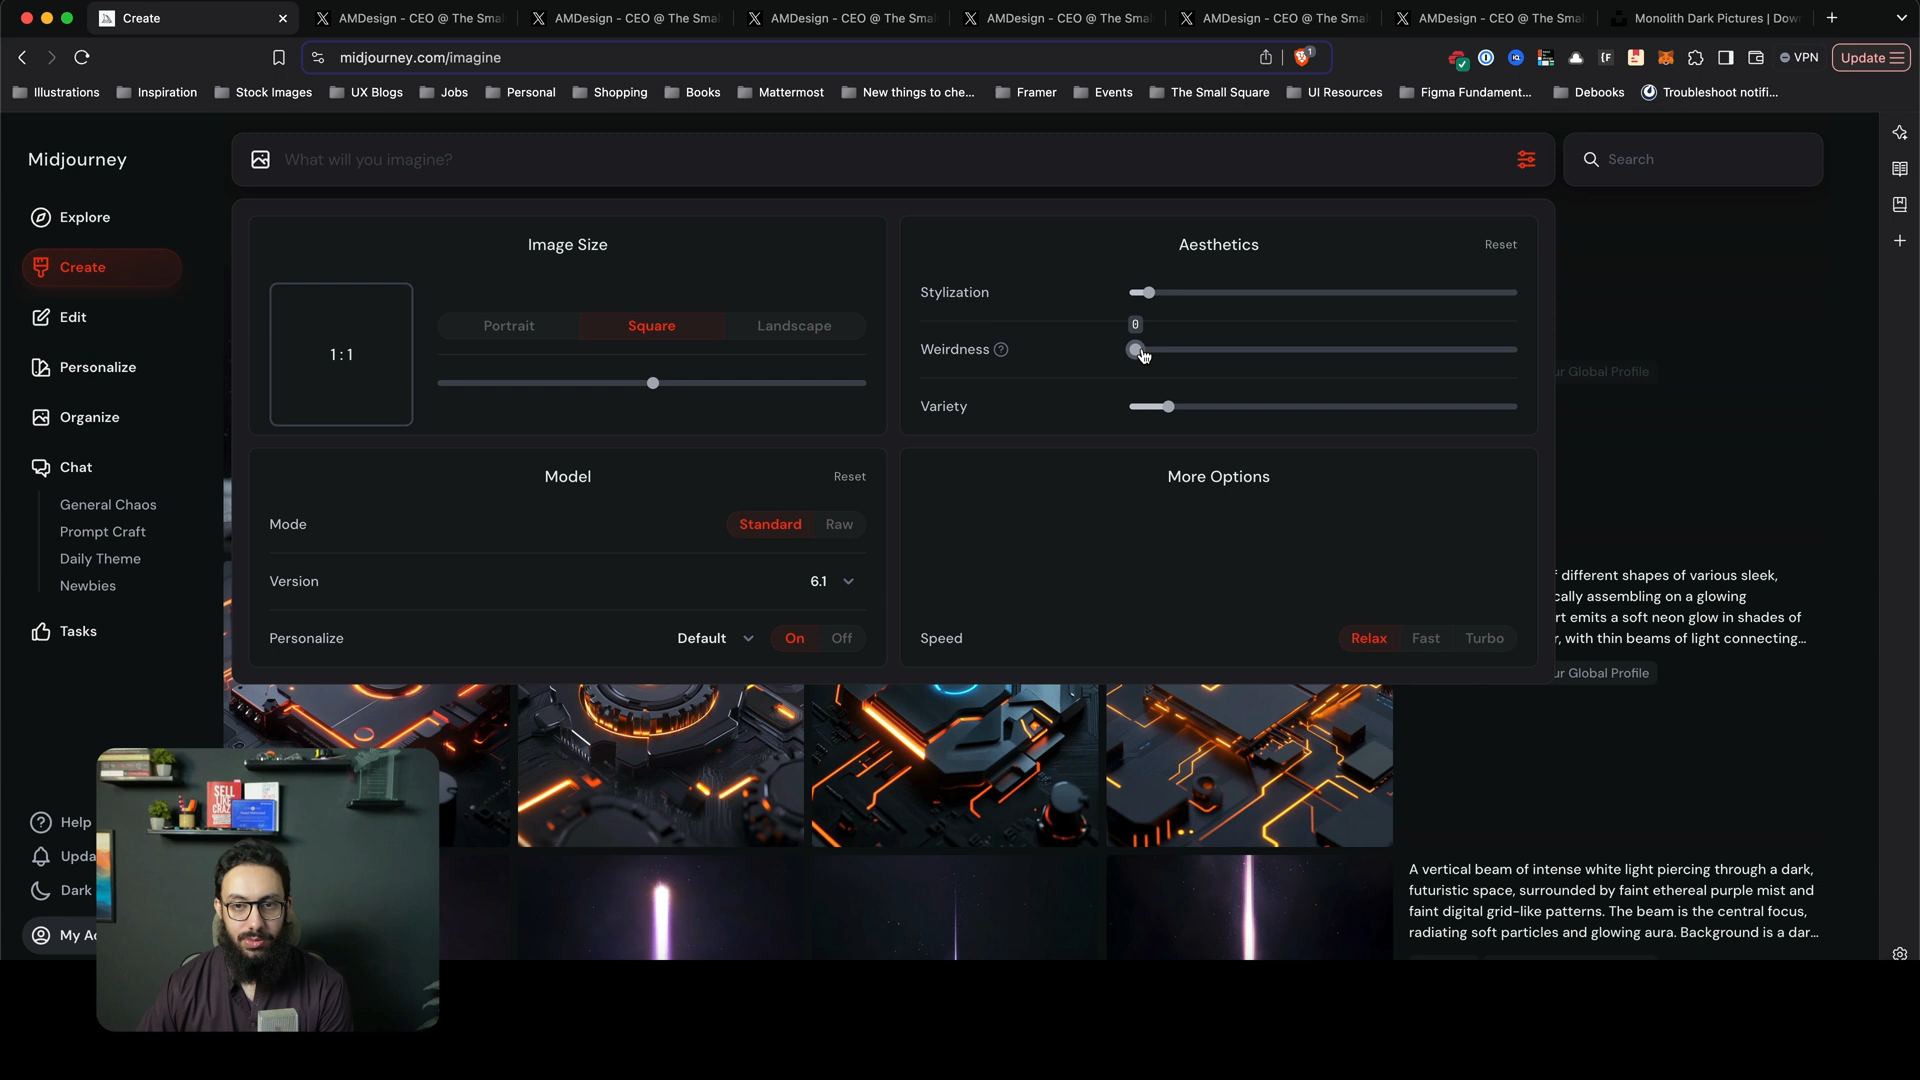 Create
AMDesign - CEO @ The Smal
AMDesign - CEO @ The Smal
AMDesign - CEO @ The Smal
AMDesign - CEO @ The Smal
AMDesign - CEO @ The Smal
AMDesign - CEO @ The Smal
Monolith Dark Pictures | Dow
midjourney.com/imagine
1
VPN
Update
Illustrations
Inspiration
Stock Images
UX Blogs
Jobs
Personal
Shopping
Books
Mattermost
New things to che...
Framer
Events
The Small Square
UI Resources
Figma Fundament...
Debooks
Troubleshoot notifi...
Midjourney
What will you imagine?
Search
Explore
Create
Edit
Personalize
Organize
Chat
General Chaos
Prompt Craft
Daily Theme
Newbies
Tasks
Help
Upda
Dark
My Ac
Image Size
1:1
Portrait
Square
Landscape
Aesthetics
Reset
Stylization
0
Weirdness
Variety
Model
Reset
Mode
Standard
Raw
Version
6.1
Personalize
Default
On
Off
More Options
Speed
Relax
Fast
Turbo
ur Global Profile
f different shapes of various sleek,
cally assembling on a glowing
rt emits a soft neon glow in shades of
r, with thin beams of light connecting...
ur Global Profile
A vertical beam of intense white light piercing through a dark,
futuristic space, surrounded by faint ethereal purple mist and
faint digital grid-like patterns. The beam is the central focus,
radiating soft particles and glowing aura. Background is a dar...
SELL
LIKE
CRAZY